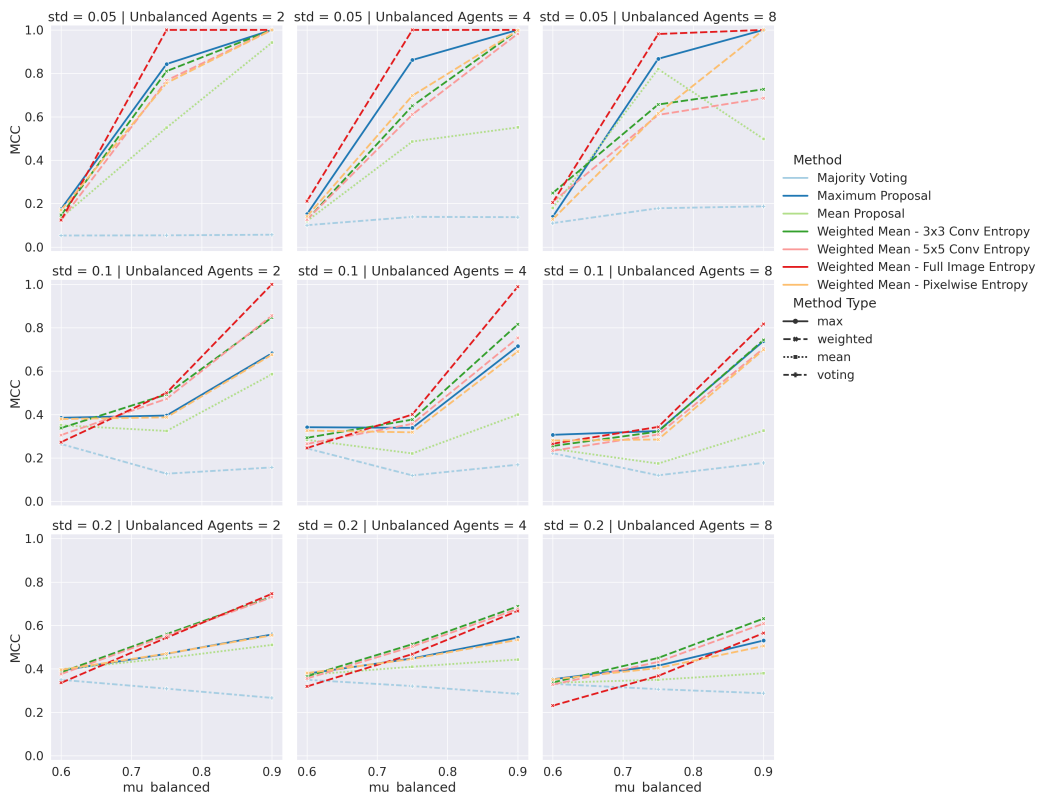 std = 0.05 | Unbalanced Agents = 2
std = 0.05 | Unbalanced Agents = 4
std = 0.05 | Unbalanced Agents = 8
1.0
0.8
0.6
0.4
0.2
0.0
MCC
std = 0.1 | Unbalanced Agents = 2
std = 0.1 | Unbalanced Agents = 4
std = 0.1 | Unbalanced Agents = 8
1.0
0.8
0.6
0.4
0.2
0.0
MCC
std = 0.2 | Unbalanced Agents = 2
std = 0.2 | Unbalanced Agents = 4
std = 0.2 | Unbalanced Agents = 8
1.0
0.8
0.6
0.4
0.2
0.0
MCC
0.6 0.7 0.8 0.9
mu_balanced
0.6 0.7 0.8 0.9
mu_balanced
0.6 0.7 0.8 0.9
mu_balanced
Method
Majority Voting
Maximum Proposal
Mean Proposal
Weighted Mean - 3x3 Conv Entropy
Weighted Mean - 5x5 Conv Entropy
Weighted Mean - Full Image Entropy
Weighted Mean - Pixelwise Entropy
Method Type
max
weighted
mean
voting